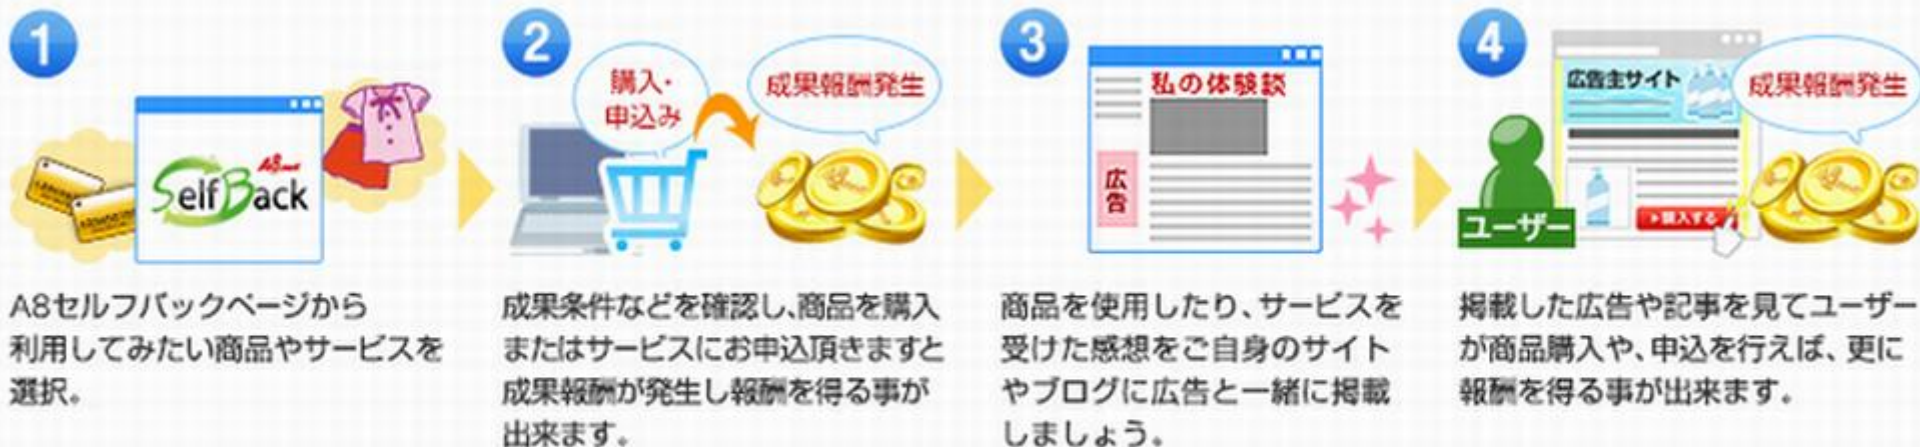 1
A8.net
SelfBack
A8セルフバックページから
利用してみたい商品やサービスを
選択。
2
購入・
申込み
成果報酬発生
成果条件などを確認し、商品を購入
またはサービスにお申込頂きますと
成果報酬が発生し報酬を得る事が
出来ます。
3
私の体験談
広告
商品を使用したり、サービスを
受けた感想をご自身のサイト
やブログに広告と一緒に掲載
しましょう。
4
広告主サイト
成果報酬発生
購入する
ユーザー
掲載した広告や記事を見てユーザー
が商品購入や、申込を行えば、更に
報酬を得る事が出来ます。